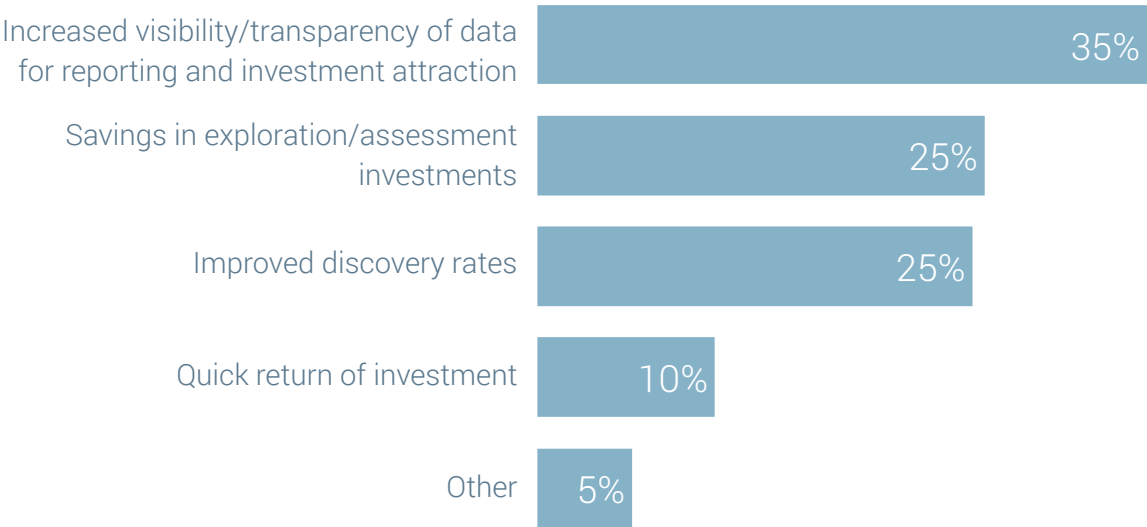 Increased visibility/transparency of data
for reporting and investment attraction
35%
Savings in exploration/assessment
investments
25%
Improved discovery rates
25%
Quick return of investment
10%
Other
5%